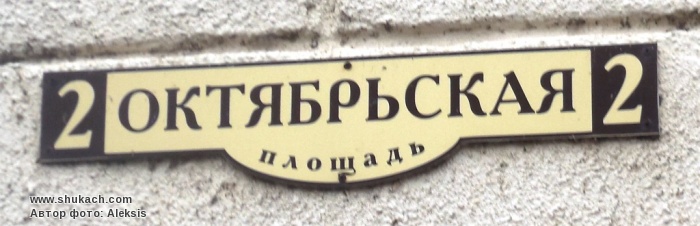 2 ОКТЯБРЬСКАЯ 2
площадь
www.shukach.com
Автор фото: Aleksis